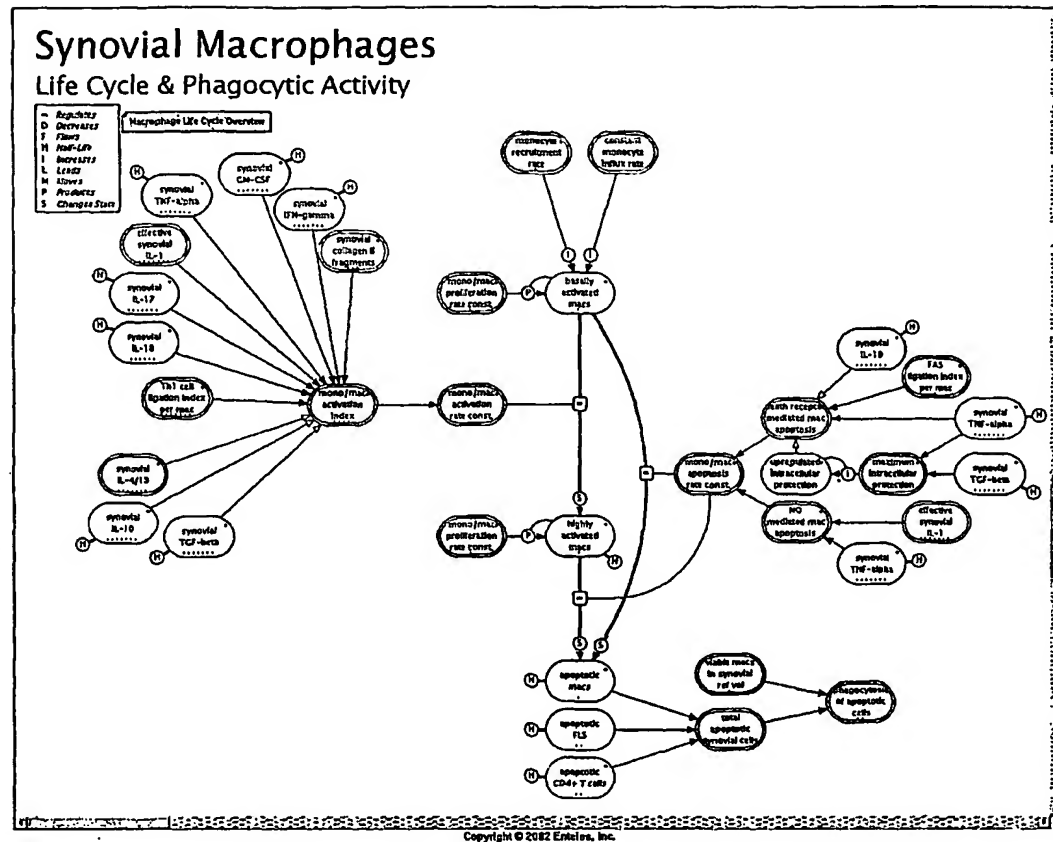 Synovial Macrophages
Life Cycle & Phagocytic Activity
= Regulates
D Decreases
F Flows
H Half-Life
I Increases
L Leads
M Moves
P Produces
S Changes State
Macrophage Life Cycle Overview
monocyte
recruitment
rate
constant
monocyte
influx rate
H
synovial
GM-CSF
H
synovial
TNF-alpha
H
synovial
IFN-gamma
effective
synovial
IL-1
synovial
collagen II
fragments
H
synovial
IL-17
H
synovial
IL-18
Th1 cell
ligation index
per mac
mono/mac
activation
index
mono/mac
activation
rate const.
synovial
IL-4/13
H
synovial
IL-10
H
synovial
TGF-beta
I
I
mono/mac
proliferation
rate const.
P
basally
activated
macs
=
S
mono/mac
proliferation
rate const.
P
highly
activated
macs
H
=
S
S
=
mono/mac
apoptosis
rate const.
H
synovial
IL-10
FAS
ligation index
per mac
death receptor
mediated mac
apoptosis
synovial
TNF-alpha
H
upregulated
intracellular
protection
I
maximum
intracellular
protection
synovial
TGF-beta
H
NO
mediated mac
apoptosis
effective
synovial
IL-1
synovial
TNF-alpha
H
H
apoptotic
macs
viable macs
in synovial
ref vol
phagocytosis
of apoptotic
cells
H
apoptotic
FLS
total
apoptotic
synovial cells
H
apoptotic
CD4+ T cells
Copyright © 2002 Entelos, Inc.